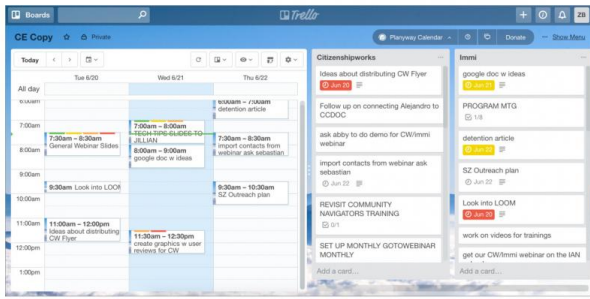 Boards
Trello
ZB
CE Copy
Private
Planyway Calendar
Donate
Show Menu
Today
Tue 6/20
Wed 6/21
Thu 6/22
All day
6:00am
7:00am
8:00am
9:00am
10:00am
11:00am
12:00pm
1:00pm
7:30am – 8:30am
General Webinar Slides
9:30am Look into LOOM
11:00am – 12:00pm
Ideas about distributing
CW Flyer
7:00am – 8:00am
TECH TIPS SLIDES TO
JILLIAN
8:00am – 9:00am
google doc w ideas
11:30am – 12:30pm
create graphics w user
reviews for CW
6:00am – 7:00am
detention article
7:30am – 8:30am
import contacts from
webinar ask sebastian
9:30am – 10:30am
SZ Outreach plan
Citizenshipworks
Ideas about distributing CW Flyer
Jun 20
Follow up on connecting Alejandro to
CCDOC
ask abby to do demo for CW/immi
webinar
import contacts from webinar ask
sebastian
Jun 22
REVISIT COMMUNITY
NAVIGATORS TRAINING
0/1
SET UP MONTHLY GOTOWEBINAR
MONTHLY
Add a card...
Immi
google doc w ideas
Jun 21
PROGRAM MTG
1/8
detention article
Jun 22
SZ Outreach plan
Jun 22
Look into LOOM
Jun 20
work on videos for trainings
get our CW/Immi webinar on the IAN
Add a card...